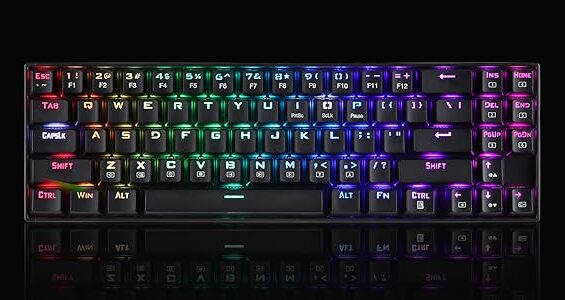 Esc ~ 1! F1 2@ F2 3# F3 4$ F4 5% F5 6^ F6 7& F7 8* F8 9( F9 0) F10 -- F11 =+ F12 INS HOME
TAB Q W E R T Y U I O P [{ ]} \| DEL END
PrtSc ScLk Pause
CAPSLK A S D F G H J K L ;: '" PGUP PGDN
SHIFT Z X C V B N M ,< .> /? SHIFT
CTRL WIN ALT ALT FN CTRL